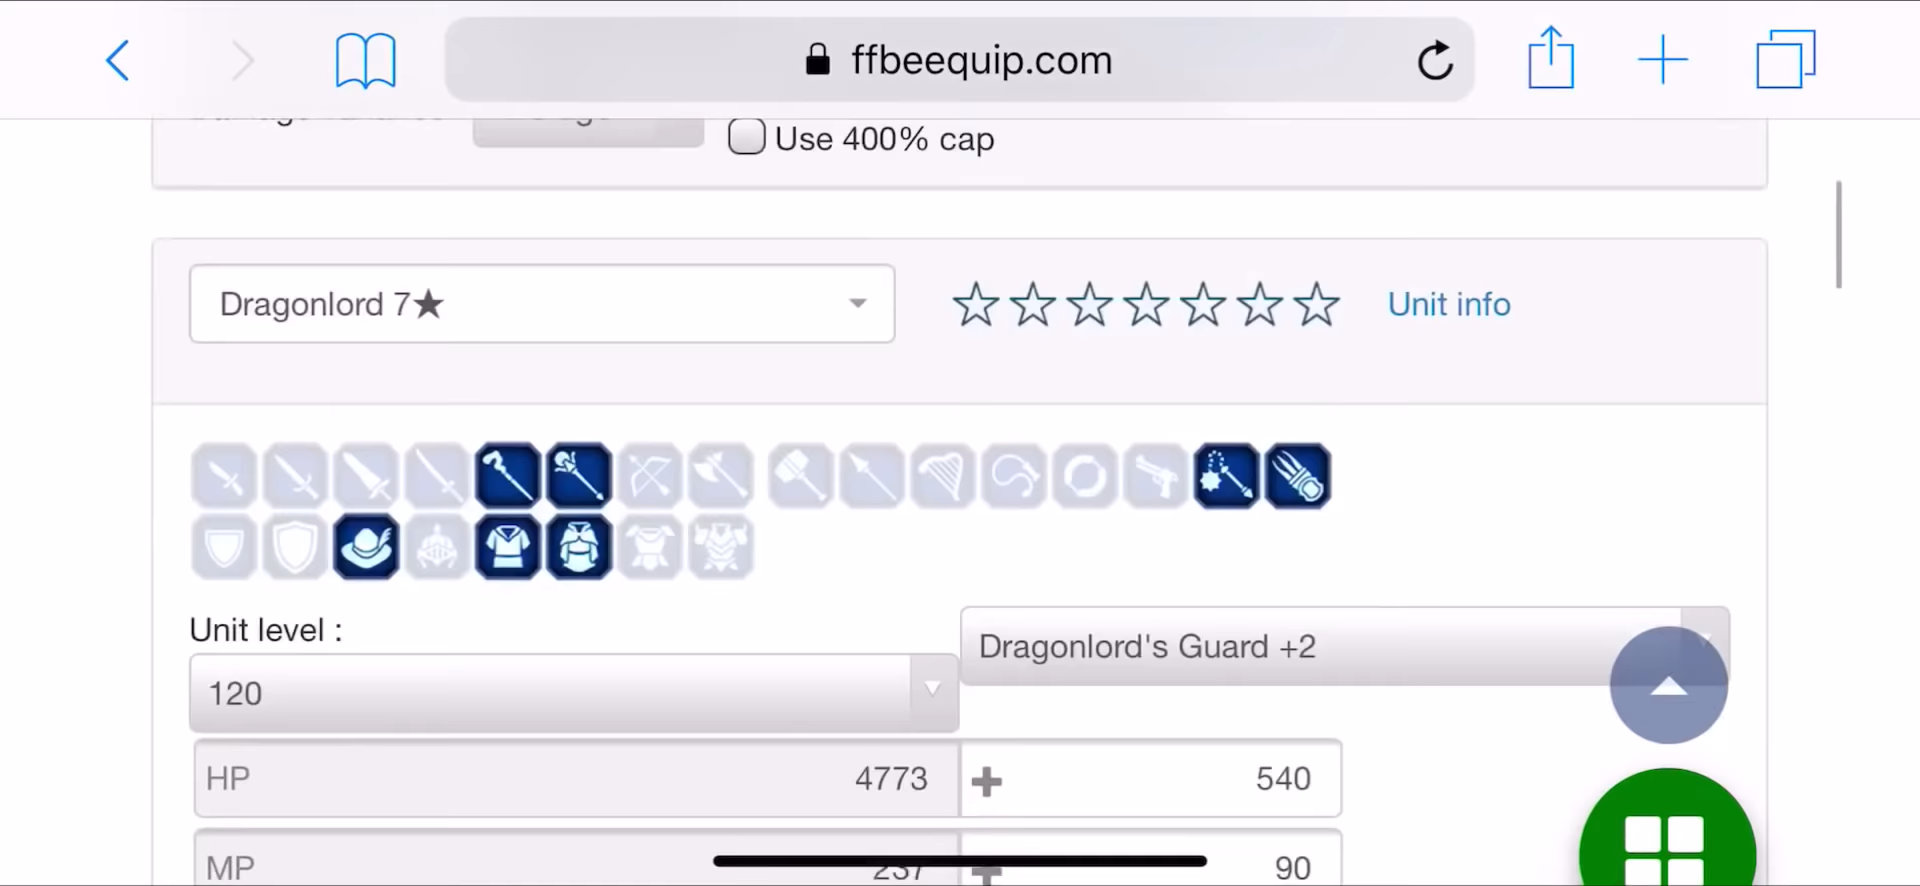 ffbeequip.com
Use 400% cap
Dragonlord 7★ Unit info
Unit level :
Dragonlord's Guard +2
120
HP 4773 + 540
MP 237 + 90